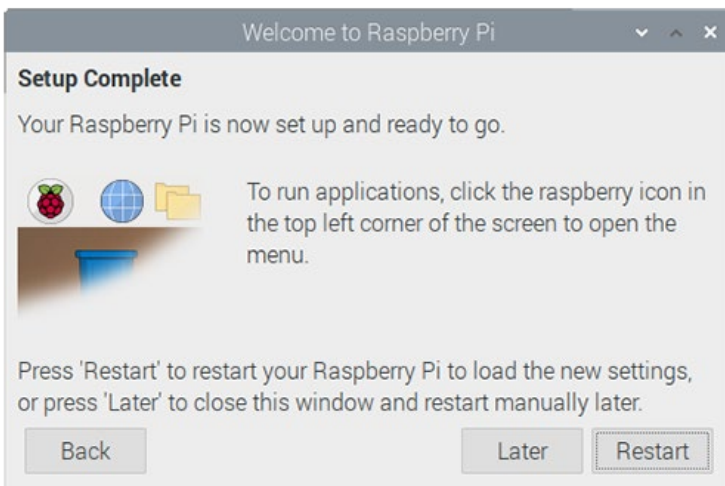 Welcome to Raspberry Pi
Setup Complete
Your Raspberry Pi is now set up and ready to go.
To run applications, click the raspberry icon in
the top left corner of the screen to open the
menu.
Press 'Restart' to restart your Raspberry Pi to load the new settings,
or press 'Later' to close this window and restart manually later.
Back
Later
Restart